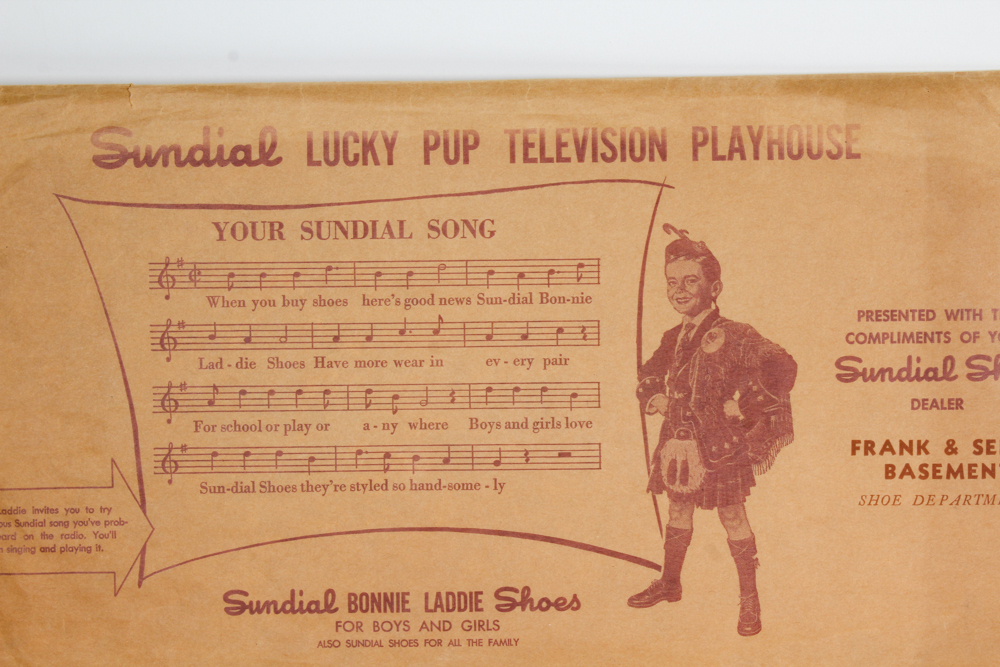 Sundial LUCKY PUP TELEVISION PLAYHOUSE
YOUR SUNDIAL SONG
When you buy shoes here's good news Sun-dial Bon-nie
Lad - die Shoes Have more wear in ev - ery pair
For school or play or a - ny where Boys and girls love
Sun-dial Shoes they're styled so hand-some - ly
Laddie invites you to try
Sundial song you've prob-
on the radio. You'll
singing and playing it.
Sundial BONNIE LADDIE Shoes
FOR BOYS AND GIRLS
ALSO SUNDIAL SHOES FOR ALL THE FAMILY
PRESENTED WITH
COMPLIMENTS OF
Sundial
DEALER
FRANK &
BASEMENT
SHOE